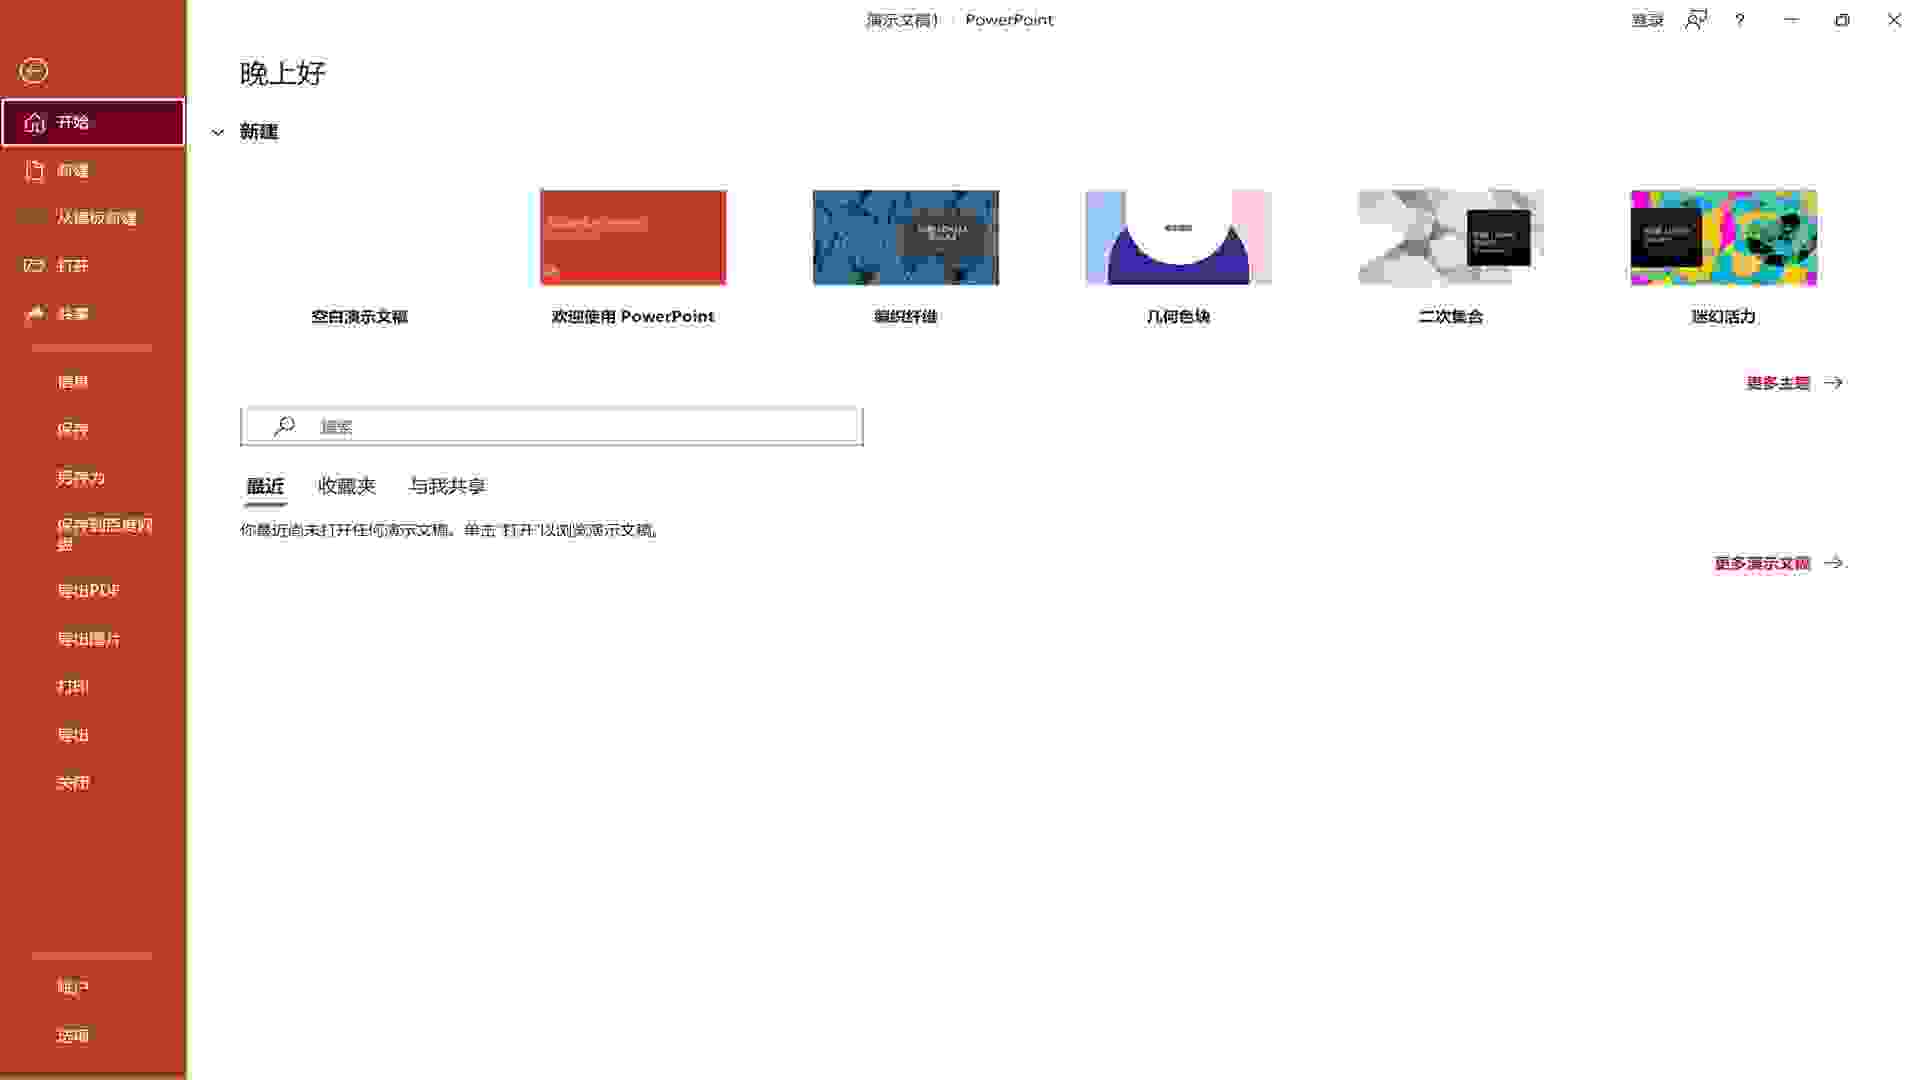 演示文稿1 - PowerPoint
登录
?
晚上好
开始
新建
新建
从模板新建
打开
共享
信息
保存
另存为
保存到百度网
盘
导出PDF
导出图片
打印
导出
关闭
账户
选项
空白演示文稿
欢迎使用 PowerPoint
编织纤维
几何色块
二次集合
迷幻活力
更多主题
搜索
最近
收藏夹
与我共享
你最近尚未打开任何演示文稿。单击"打开"以浏览演示文稿。
更多演示文稿